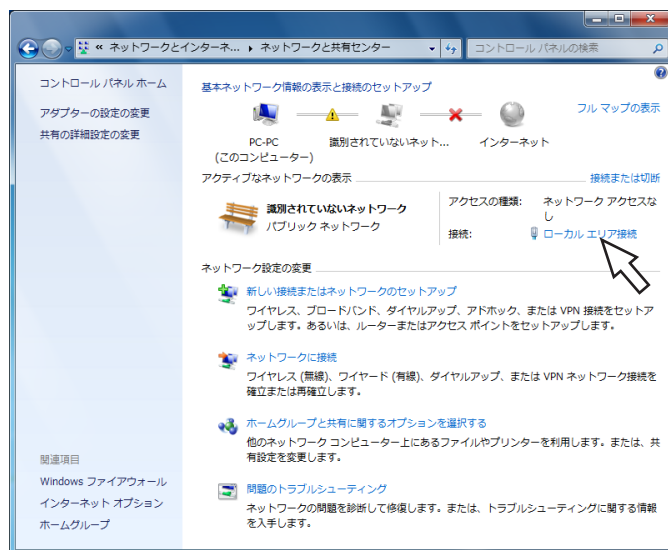 « ネットワークとインターネ... ▸ ネットワークと共有センター
コントロール パネルの検索
コントロール パネル ホーム
アダプターの設定の変更
共有の詳細設定の変更
基本ネットワーク情報の表示と接続のセットアップ
フル マップの表示
PC-PC
(このコンピューター)
識別されていないネット...
インターネット
アクティブなネットワークの表示
接続または切断
識別されていないネットワーク
パブリック ネットワーク
アクセスの種類:
ネットワーク アクセスな
し
接続:
ローカル エリア接続
ネットワーク設定の変更
新しい接続またはネットワークのセットアップ
ワイヤレス、ブロードバンド、ダイヤルアップ、アドホック、または VPN 接続をセットア
ップします。あるいは、ルーターまたはアクセス ポイントをセットアップします。
ネットワークに接続
ワイヤレス (無線)、ワイヤード (有線)、ダイヤルアップ、または VPN ネットワーク接続を
確立または再確立します。
ホームグループと共有に関するオプションを選択する
他のネットワーク コンピューター上にあるファイルやプリンターを利用します。または、共
有設定を変更します。
問題のトラブルシューティング
ネットワークの問題を診断して修復します。または、トラブルシューティングに関する情報
を入手します。
関連項目
Windows ファイアウォール
インターネット オプション
ホームグループ